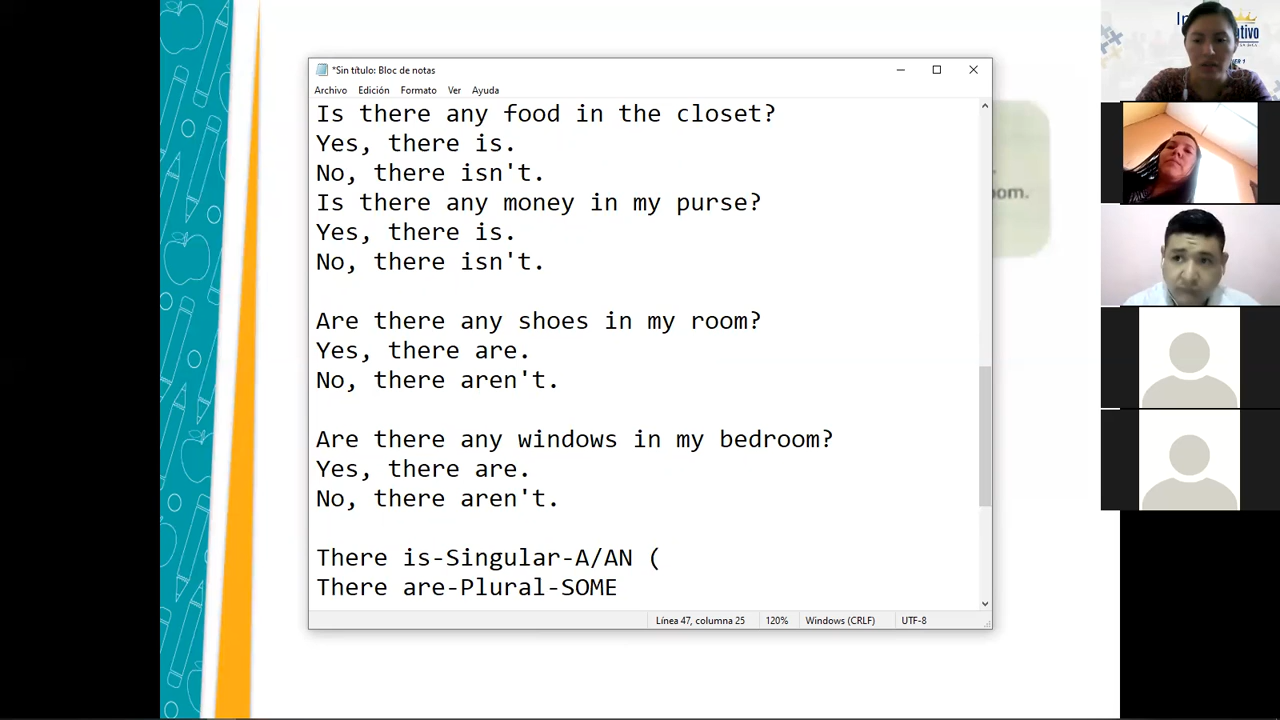 *Sin título: Bloc de notas
Archivo Edición Formato Ver Ayuda
Is there any food in the closet?
Yes, there is.
No, there isn't.
Is there any money in my purse?
Yes, there is.
No, there isn't.
Are there any shoes in my room?
Yes, there are.
No, there aren't.
Are there any windows in my bedroom?
Yes, there are.
No, there aren't.
There is-Singular-A/AN (
There are-Plural-SOME
Línea 47, columna 25 120% Windows (CRLF) UTF-8